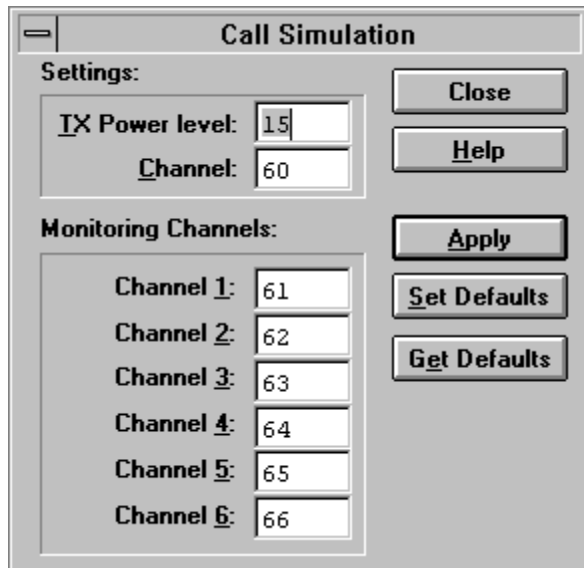 Call Simulation
Settings:
TX Power level: 15
Channel: 60
Close
Help
Monitoring Channels:
Channel 1: 61
Channel 2: 62
Channel 3: 63
Channel 4: 64
Channel 5: 65
Channel 6: 66
Apply
Set Defaults
Get Defaults